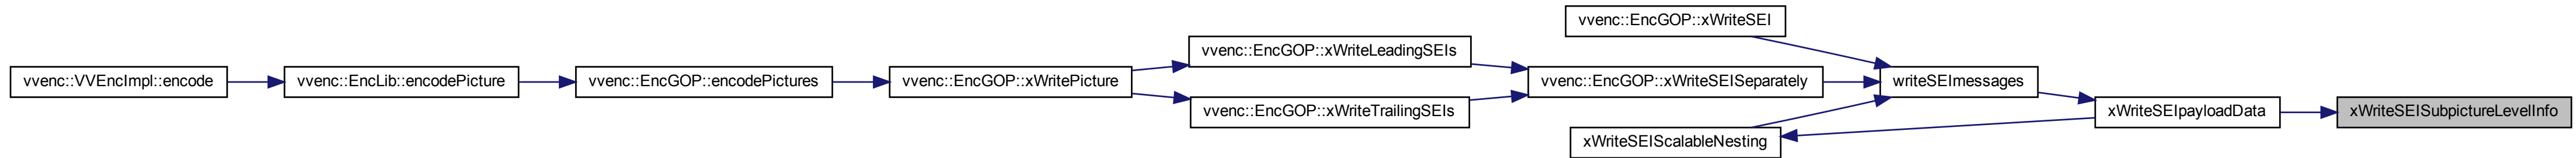 vvenc::EncGOP::xWriteSEI
vvenc::EncGOP::xWriteLeadingSEIs
vvenc::VVEncImpl::encode
vvenc::EncLib::encodePicture
vvenc::EncGOP::encodePictures
vvenc::EncGOP::xWritePicture
vvenc::EncGOP::xWriteSEISeparately
writeSEImessages
vvenc::EncGOP::xWriteTrailingSEIs
xWriteSEIpayloadData
xWriteSEISubpictureLevelInfo
xWriteSEIScalableNesting